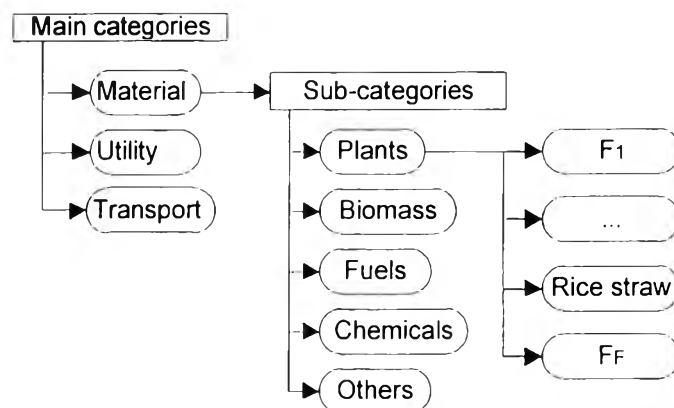 Main categories
Material
Utility
Transport
Sub-categories
Plants
Biomass
Fuels
Chemicals
Others
F1
...
Rice straw
FF